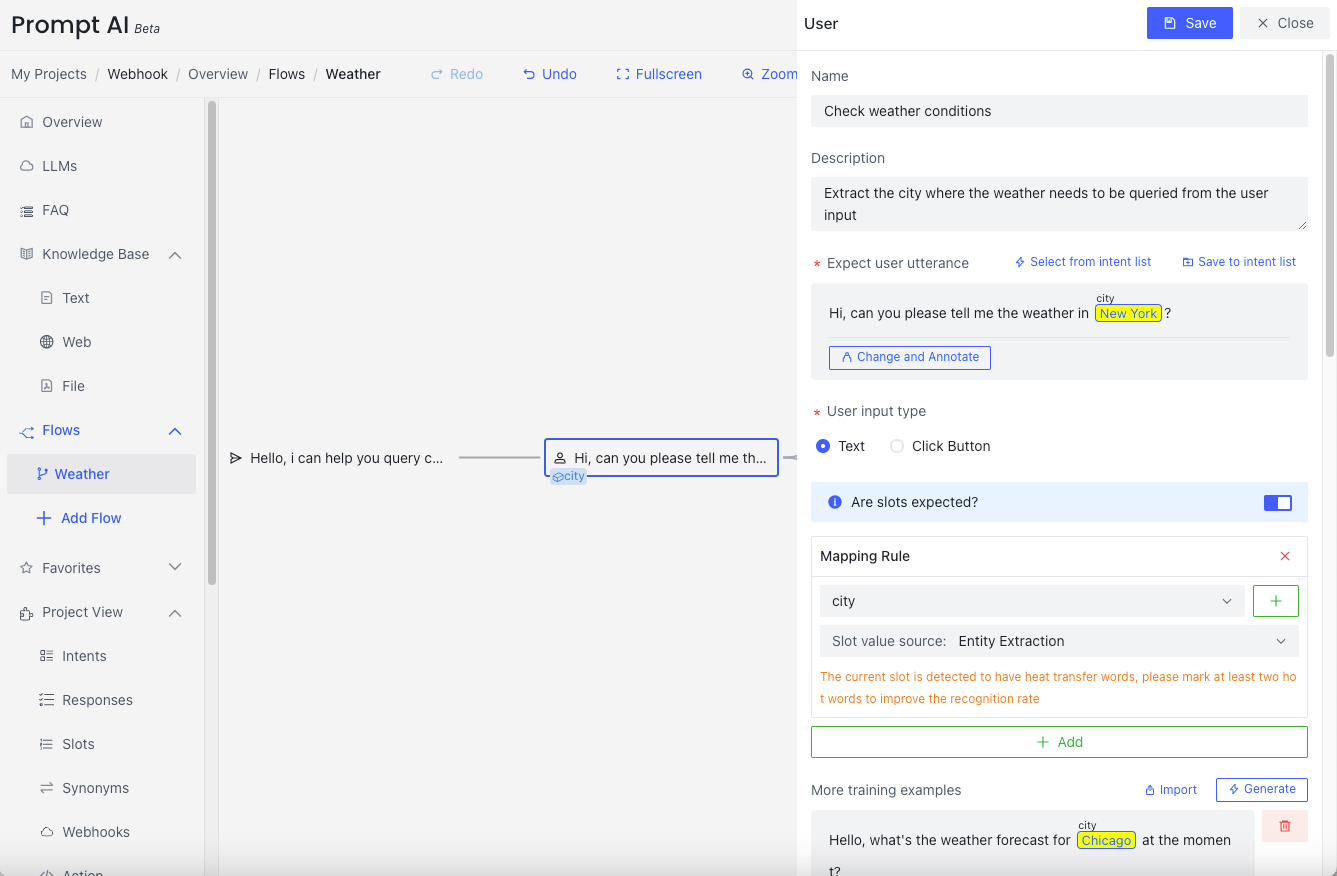 Prompt AI Beta
My Projects / Webhook / Overview / Flows / Weather
Redo
Undo
Fullscreen
Zoom
Overview
LLMs
FAQ
Knowledge Base
Text
Web
File
Flows
Weather
Add Flow
Favorites
Project View
Intents
Responses
Slots
Synonyms
Webhooks
Action
Hello, i can help you query c...
Hi, can you please tell me th...
city
User
Save
Close
Name
Check weather conditions
Description
Extract the city where the weather needs to be queried from the user
input
* Expect user utterance
Select from intent list
Save to intent list
city
Hi, can you please tell me the weather in New York ?
Change and Annotate
* User input type
Text
Click Button
Are slots expected?
Mapping Rule
city
Slot value source: Entity Extraction
The current slot is detected to have heat transfer words, please mark at least two ho
t words to improve the recognition rate
Add
More training examples
Import
Generate
city
Hello, what's the weather forecast for Chicago at the momen
t?